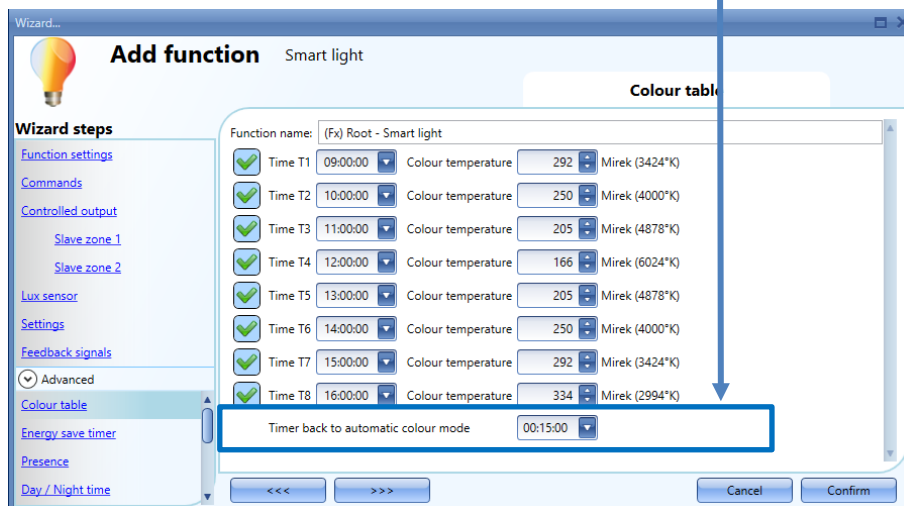 Wizard...
Add function Smart light
Colour table
Wizard steps
Function settings
Commands
Controlled output
Slave zone 1
Slave zone 2
Lux sensor
Settings
Feedback signals
Advanced
Colour table
Energy save timer
Presence
Day / Night time
Function name: (Fx) Root - Smart light
Time T1 09:00:00 Colour temperature 292 Mirek (3424°K)
Time T2 10:00:00 Colour temperature 250 Mirek (4000°K)
Time T3 11:00:00 Colour temperature 205 Mirek (4878°K)
Time T4 12:00:00 Colour temperature 166 Mirek (6024°K)
Time T5 13:00:00 Colour temperature 205 Mirek (4878°K)
Time T6 14:00:00 Colour temperature 250 Mirek (4000°K)
Time T7 15:00:00 Colour temperature 292 Mirek (3424°K)
Time T8 16:00:00 Colour temperature 334 Mirek (2994°K)
Timer back to automatic colour mode 00:15:00
<<< >>> Cancel Confirm